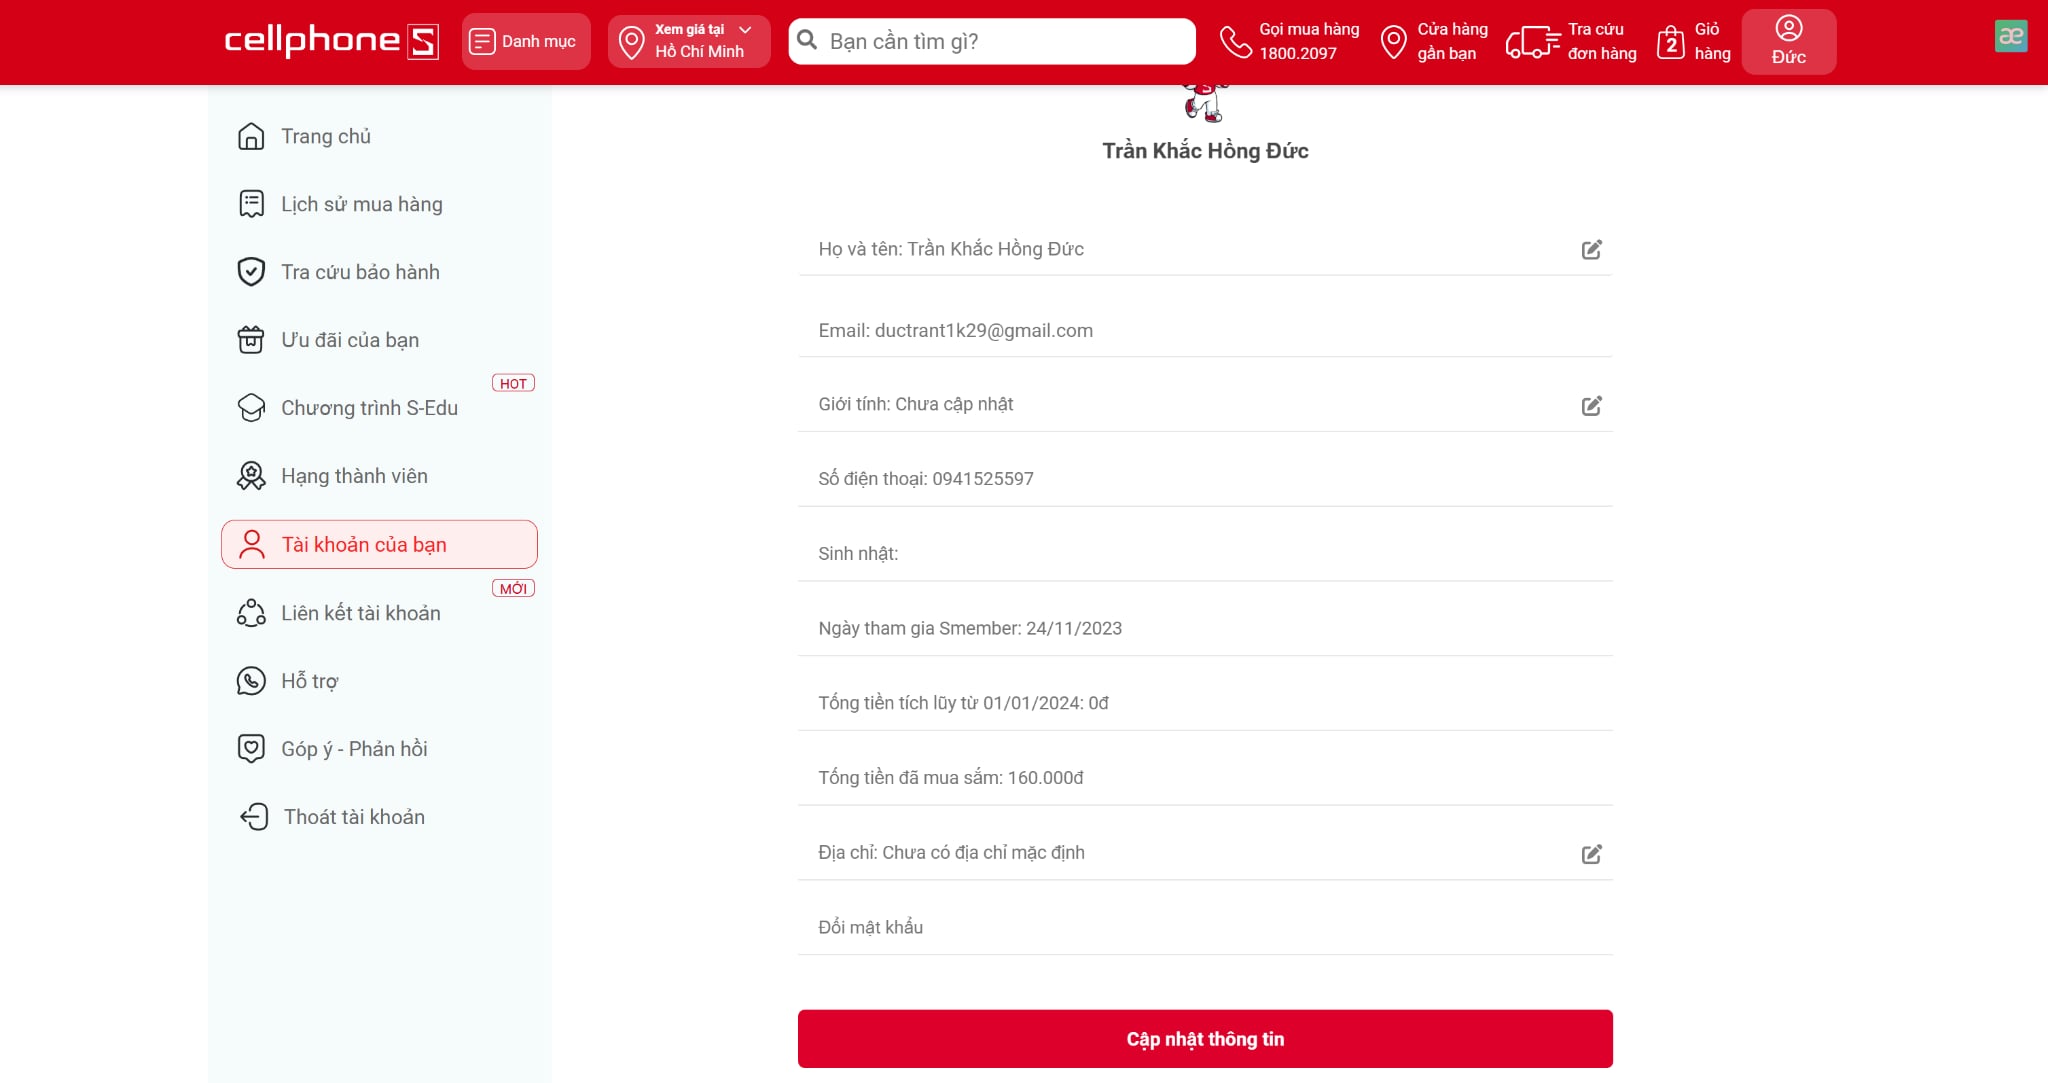 cellphoneS
Danh mục
Xem giá tại
Hồ Chí Minh
Bạn cần tìm gì?
Gọi mua hàng
1800.2097
Cửa hàng
gần bạn
Tra cứu
đơn hàng
2
Giỏ
hàng
Đức
æ
Trang chủ
Lịch sử mua hàng
Tra cứu bảo hành
Ưu đãi của bạn
HOT
Chương trình S-Edu
Hạng thành viên
Tài khoản của bạn
MỚI
Liên kết tài khoản
Hỗ trợ
Góp ý - Phản hồi
Thoát tài khoản
S
Trần Khắc Hồng Đức
Họ và tên: Trần Khắc Hồng Đức
Email: ductrant1k29@gmail.com
Giới tính: Chưa cập nhật
Số điện thoại: 0941525597
Sinh nhật:
Ngày tham gia Smember: 24/11/2023
Tổng tiền tích lũy từ 01/01/2024: 0đ
Tổng tiền đã mua sắm: 160.000đ
Địa chỉ: Chưa có địa chỉ mặc định
Đổi mật khẩu
Cập nhật thông tin